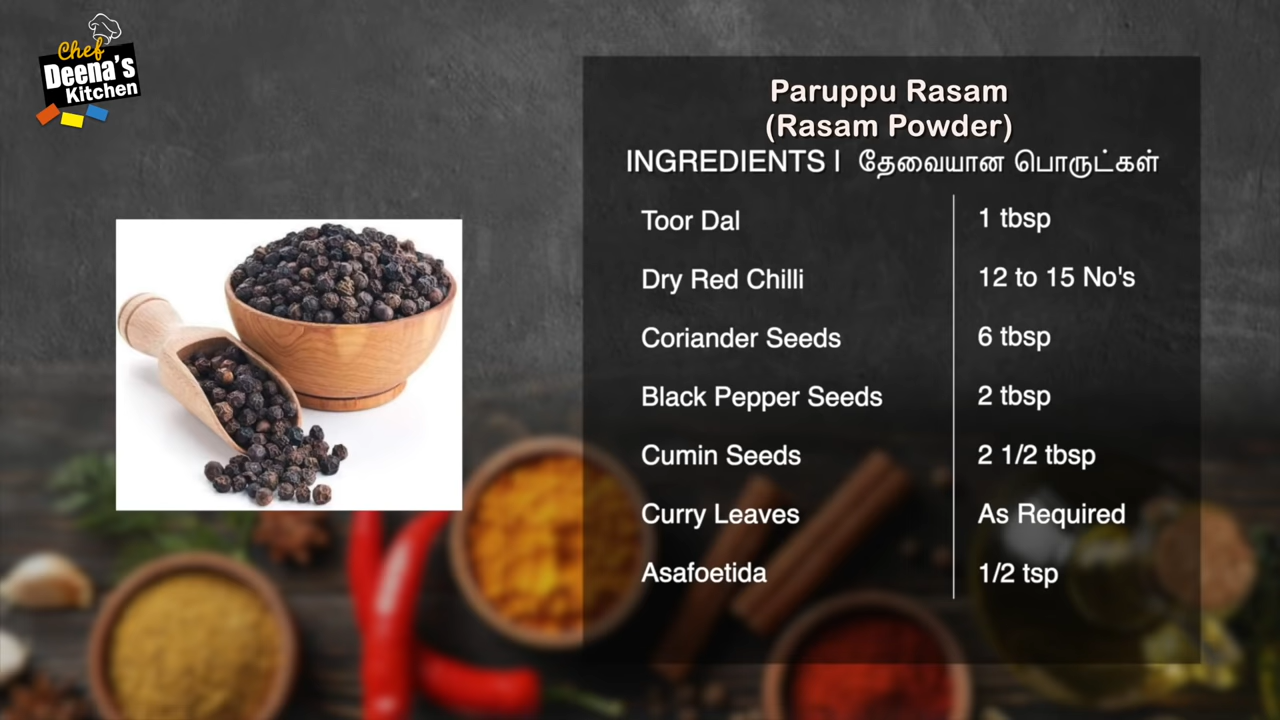 Chef
Deena's
Kitchen
Paruppu Rasam
(Rasam Powder)
INGREDIENTS | தேவையான பொருட்கள்
Toor Dal 1 tbsp
Dry Red Chilli 12 to 15 No's
Coriander Seeds 6 tbsp
Black Pepper Seeds 2 tbsp
Cumin Seeds 2 1/2 tbsp
Curry Leaves As Required
Asafoetida 1/2 tsp